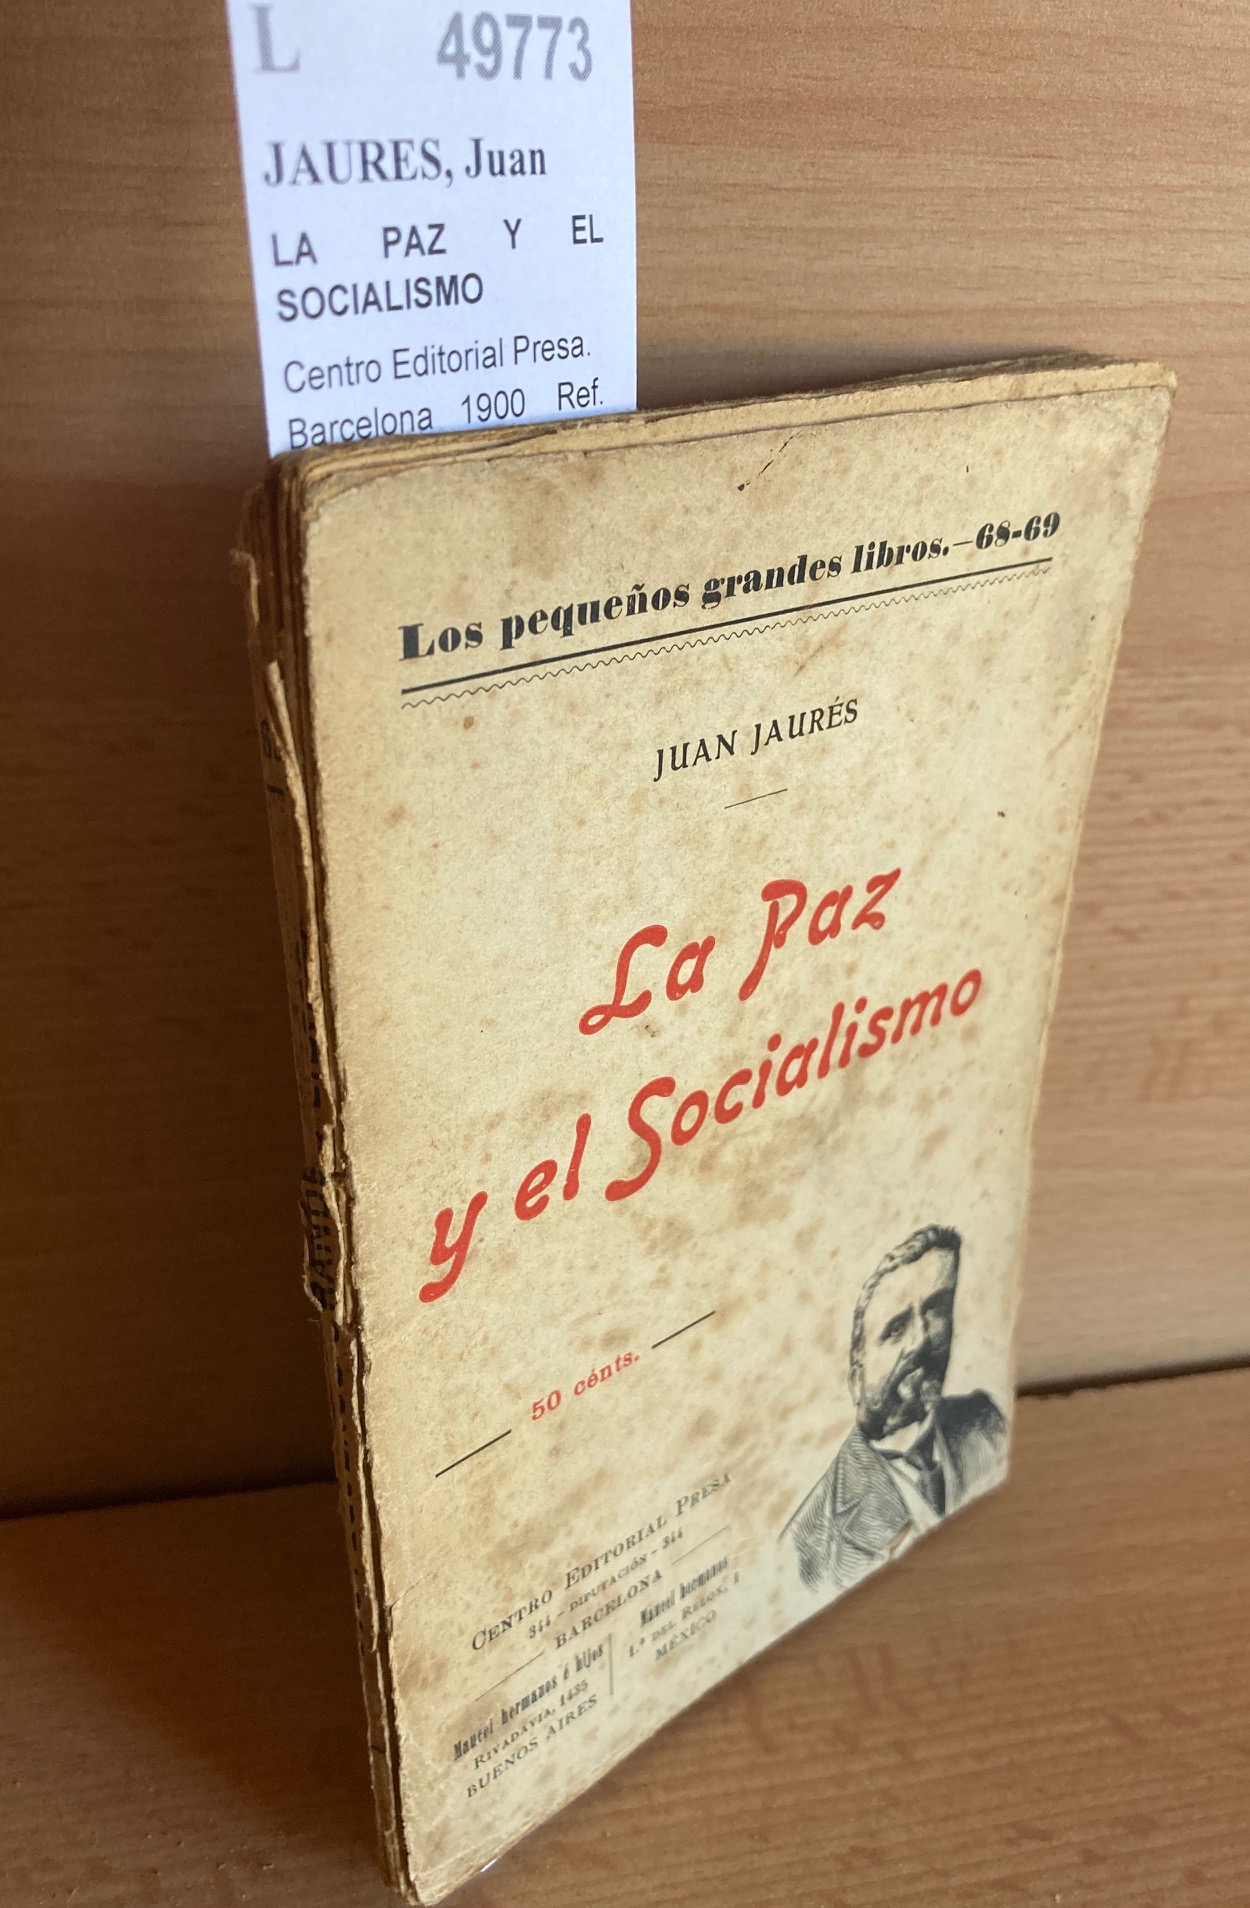 L 49773
JAURES, Juan
LA PAZ Y EL
SOCIALISMO
Centro Editorial Presa.
Barcelona 1900 Ref.
Los pequeños grandes libros.—68-69
JUAN JAURÉS
La Paz
y el Socialismo
50 cénts.
CENTRO EDITORIAL PRESA
344 - DIPUTACIÓN - 344
BARCELONA
Maucci hermanos é hijos
RIVADAVIA, 1435
BUENOS AIRES
Maucci hermanos
1.ª DEL RELOX, 1
MÉXICO